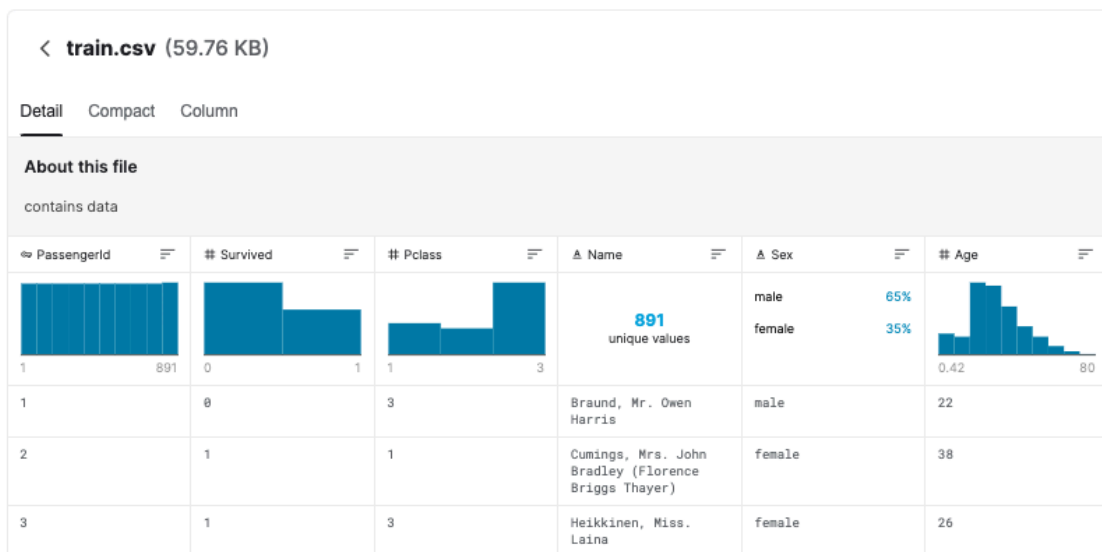 train.csv (59.76 KB)
Detail Compact Column
About this file
contains data
PassengerId # Survived # Pclass A Name A Sex # Age
1 891
0 1
1 3
891
unique values
male 65%
female 35%
0.42 80
1 0 3 Braund, Mr. Owen male 22
Harris
2 1 1 Cumings, Mrs. John female 38
Bradley (Florence
Briggs Thayer)
3 1 3 Heikkinen, Miss. female 26
Laina